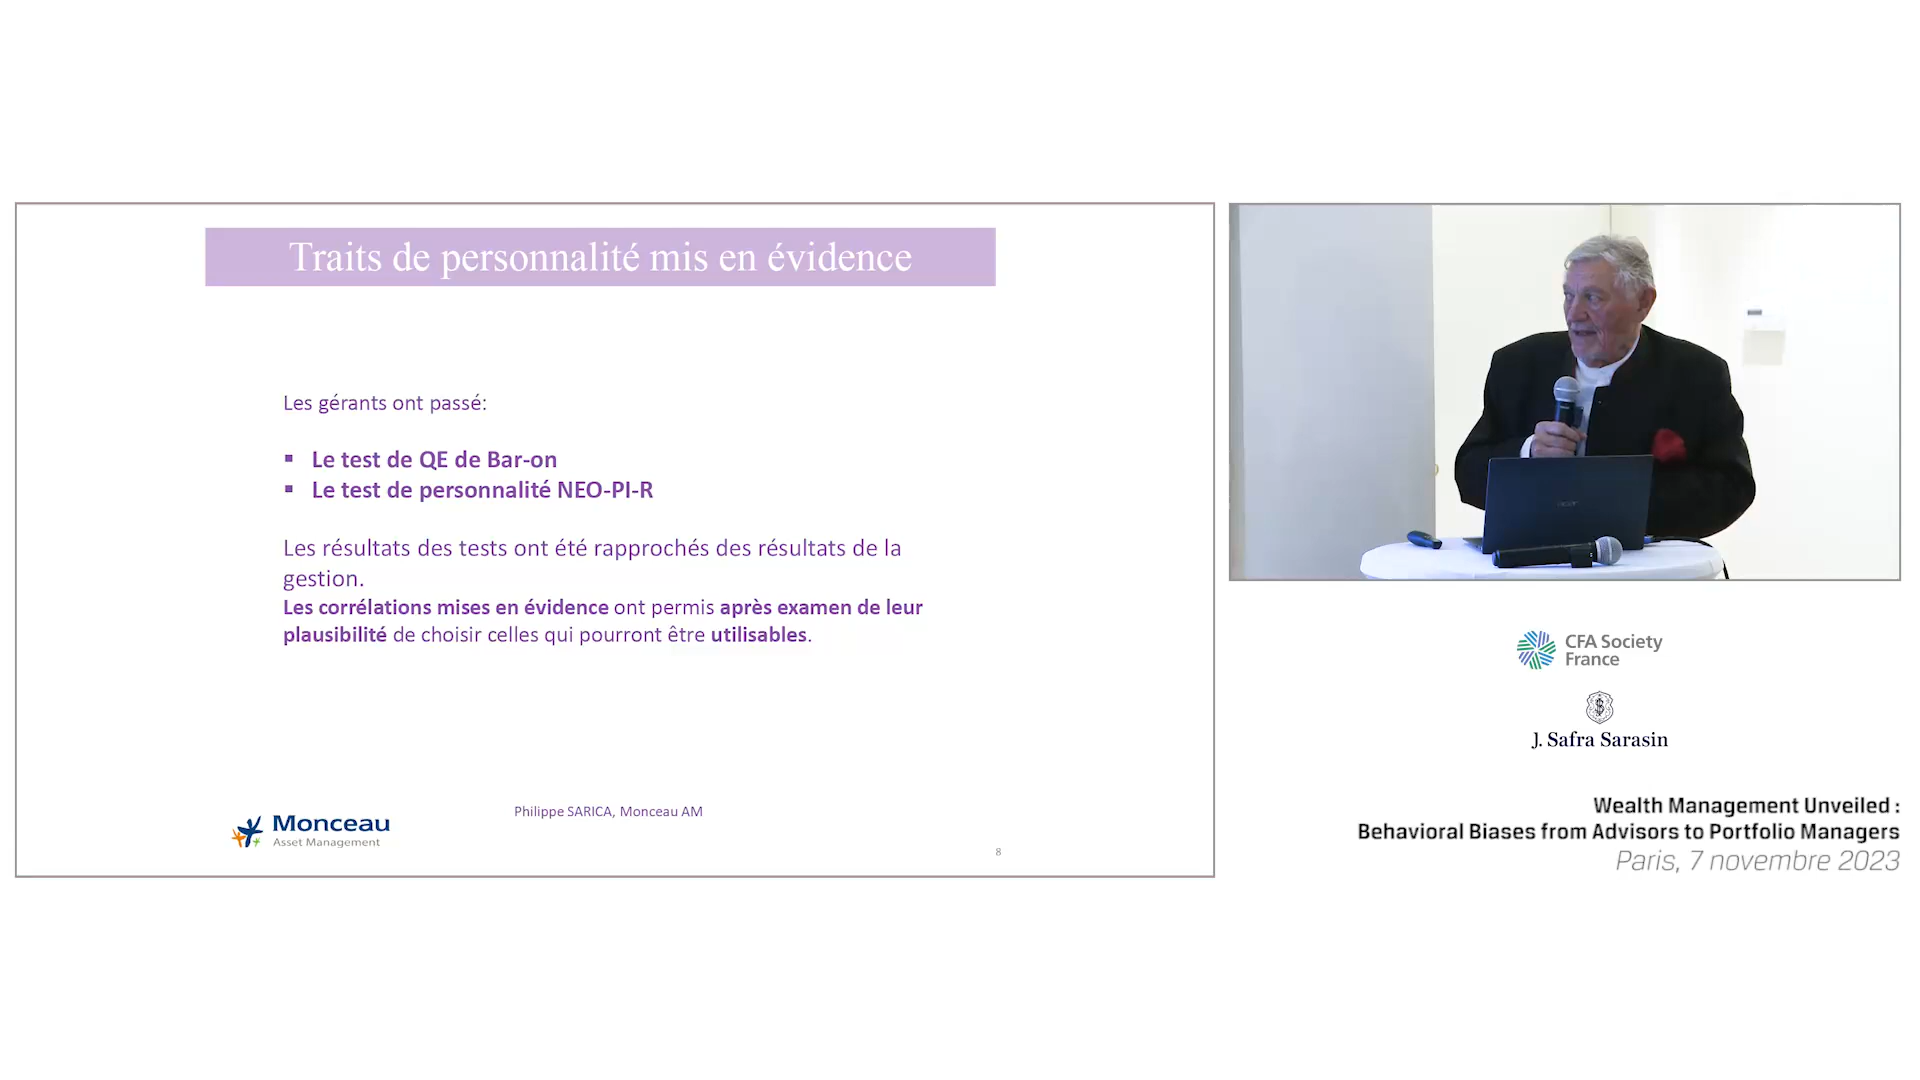 Traits de personnalité mis en évidence
Les gérants ont passé:
▪ Le test de QE de Bar-on
▪ Le test de personnalité NEO-PI-R
Les résultats des tests ont été rapprochés des résultats de la
gestion.
Les corrélations mises en évidence ont permis après examen de leur
plausibilité de choisir celles qui pourront être utilisables.
Philippe SARICA, Monceau AM
Monceau
Asset Management
8
acer
CFA Society
France
J. Safra Sarasin
Wealth Management Unveiled :
Behavioral Biases from Advisors to Portfolio Managers
Paris, 7 novembre 2023